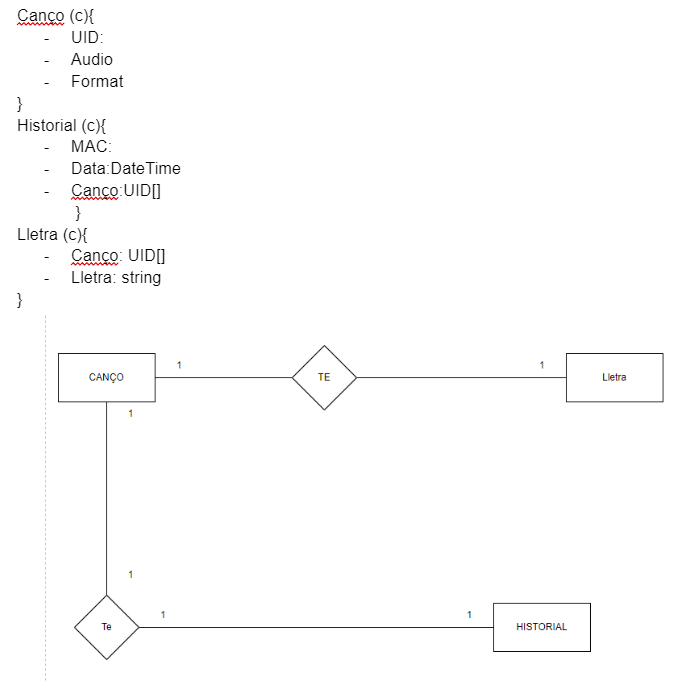 Canço (c){
- UID:
- Audio
- Format
}
Historial (c){
- MAC:
- Data:DateTime
- Canço:UID[]
}
Lletra (c){
- Canço: UID[]
- Lletra: string
}
1
1
CANÇO
TE
Lletra
1
1
1
1
Te
HISTORIAL